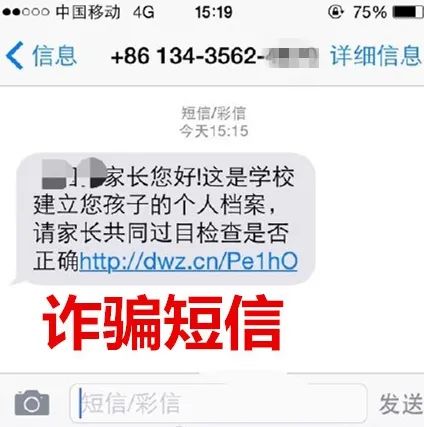 中国移动 4G 15:19 75%
信息 +86 134-3562- 详细信息
短信/彩信
今天15:15
家长您好!这是学校
建立您孩子的个人档案，
请家长共同过目检查是否
正确http://dwz.cn/Pe1hO
诈骗短信
短信/彩信 发送